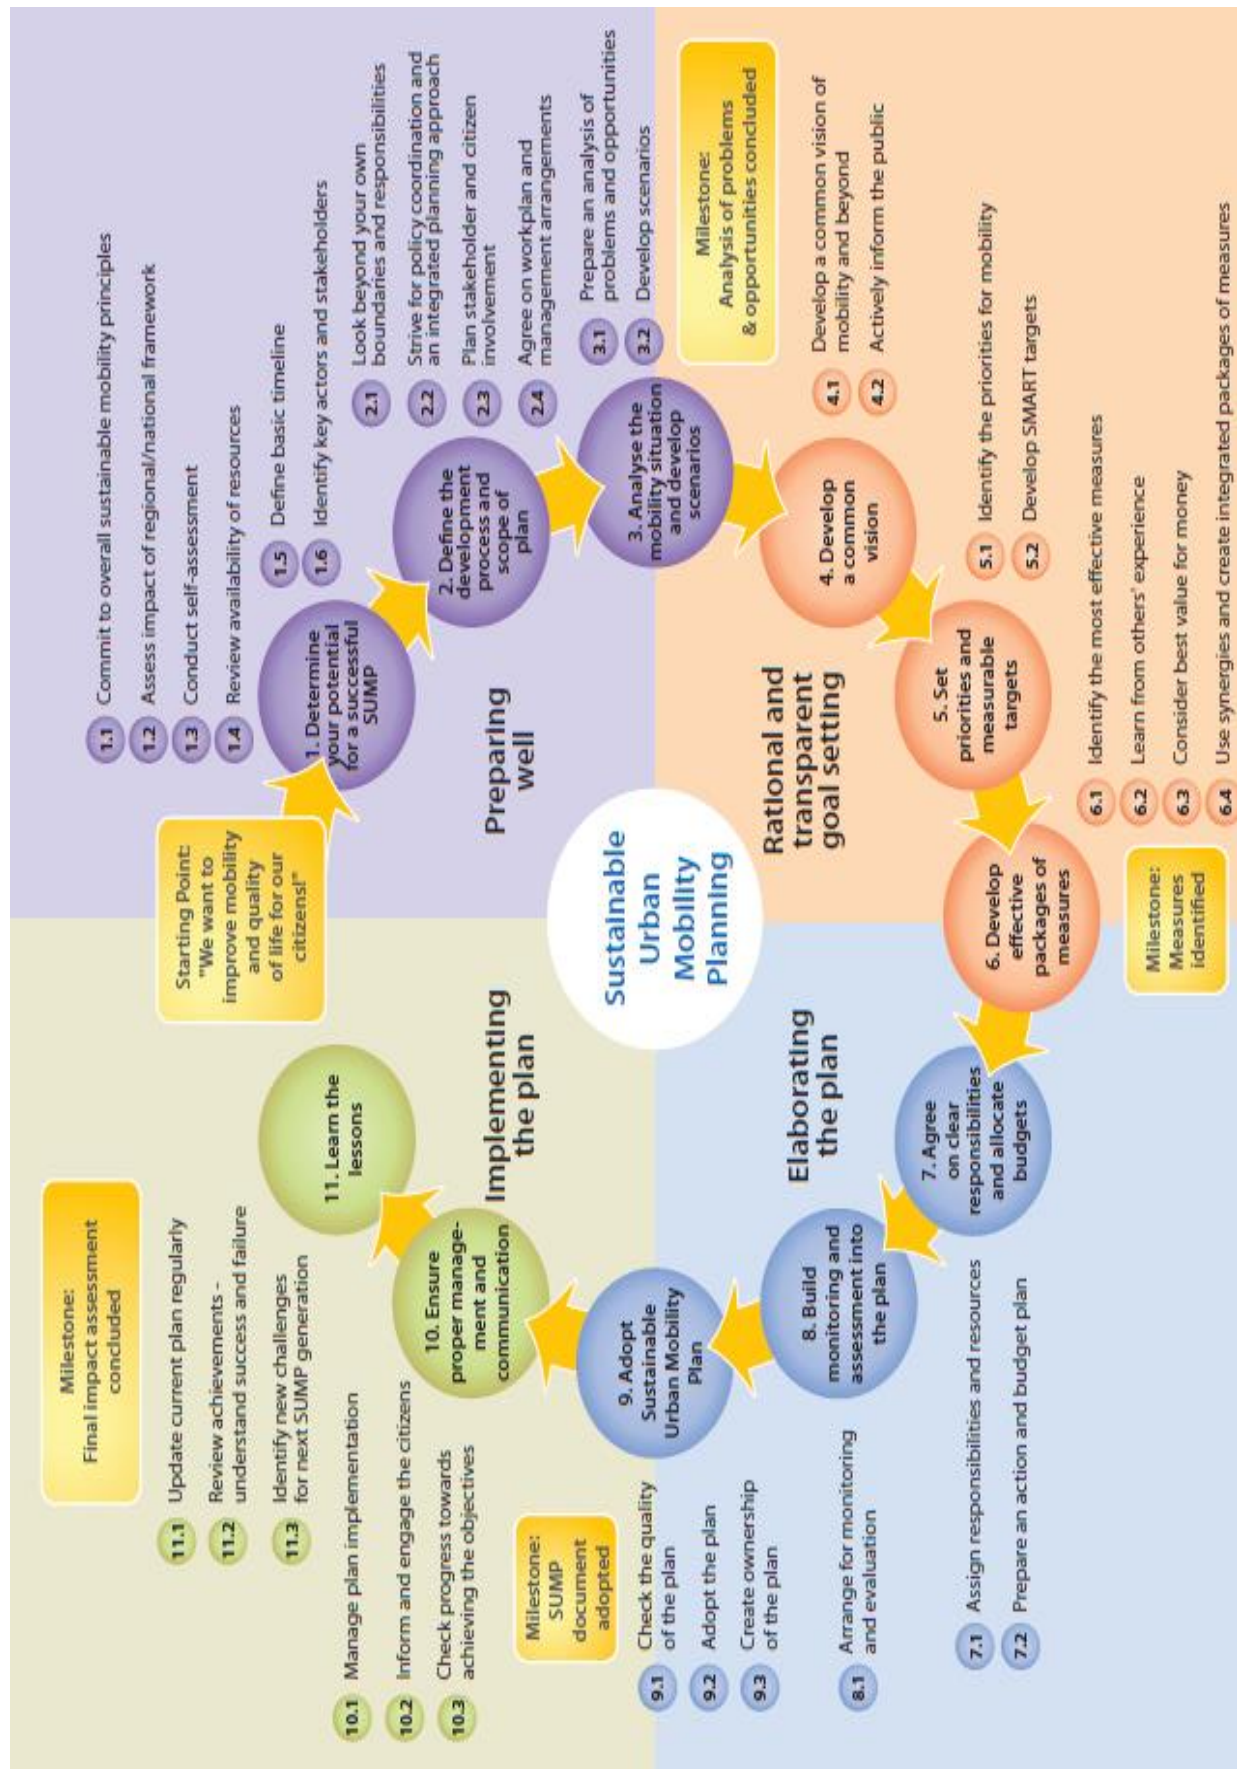 Starting Point:
"We want to
improve mobility
and quality
of life for our
citizens!"
1.1 Commit to overall sustainable mobility principles
1.2 Assess impact of regional/national framework
1.3 Conduct self-assessment
1.4 Review availability of resources
1.5 Define basic timeline
1.6 Identify key actors and stakeholders
1. Determine
your potential
for a successful
SUMP
2.1 Look beyond your own
boundaries and responsibilities
2.2 Strive for policy coordination and
an integrated planning approach
2.3 Plan stakeholder and citizen
involvement
2.4 Agree on workplan and
management arrangements
2. Define the
development
process and
scope of
plan
Preparing
well
3.1 Prepare an analysis of
problems and opportunities
3.2 Develop scenarios
3. Analyse the
mobility situation
and develop
scenarios
Milestone:
Analysis of problems
& opportunities concluded
Sustainable
Urban
Mobility
Planning
Rational and
transparent
goal setting
4. Develop
a common
vision
4.1 Develop a common vision of
mobility and beyond
4.2 Actively inform the public
5. Set
priorities and
measurable
targets
5.1 Identify the priorities for mobility
5.2 Develop SMART targets
6. Develop
effective
packages of
measures
6.1 Identify the most effective measures
6.2 Learn from others' experience
6.3 Consider best value for money
6.4 Use synergies and create integrated packages of measures
Milestone:
Measures
identified
Elaborating
the plan
7. Agree
on clear
responsibilities
and allocate
budgets
7.1 Assign responsibilities and resources
7.2 Prepare an action and budget plan
8. Build
monitoring and
assessment into
the plan
8.1 Arrange for monitoring
and evaluation
9. Adopt
Sustainable
Urban Mobility
Plan
9.1 Check the quality
of the plan
9.2 Adopt the plan
9.3 Create ownership
of the plan
Milestone:
SUMP
document
adopted
Implementing
the plan
10. Ensure
proper manage-
ment and
communication
10.1 Manage plan implementation
10.2 Inform and engage the citizens
10.3 Check progress towards
achieving the objectives
11. Learn the
lessons
11.1 Update current plan regularly
11.2 Review achievements -
understand success and failure
11.3 Identify new challenges
for next SUMP generation
Milestone:
Final impact assessment
concluded